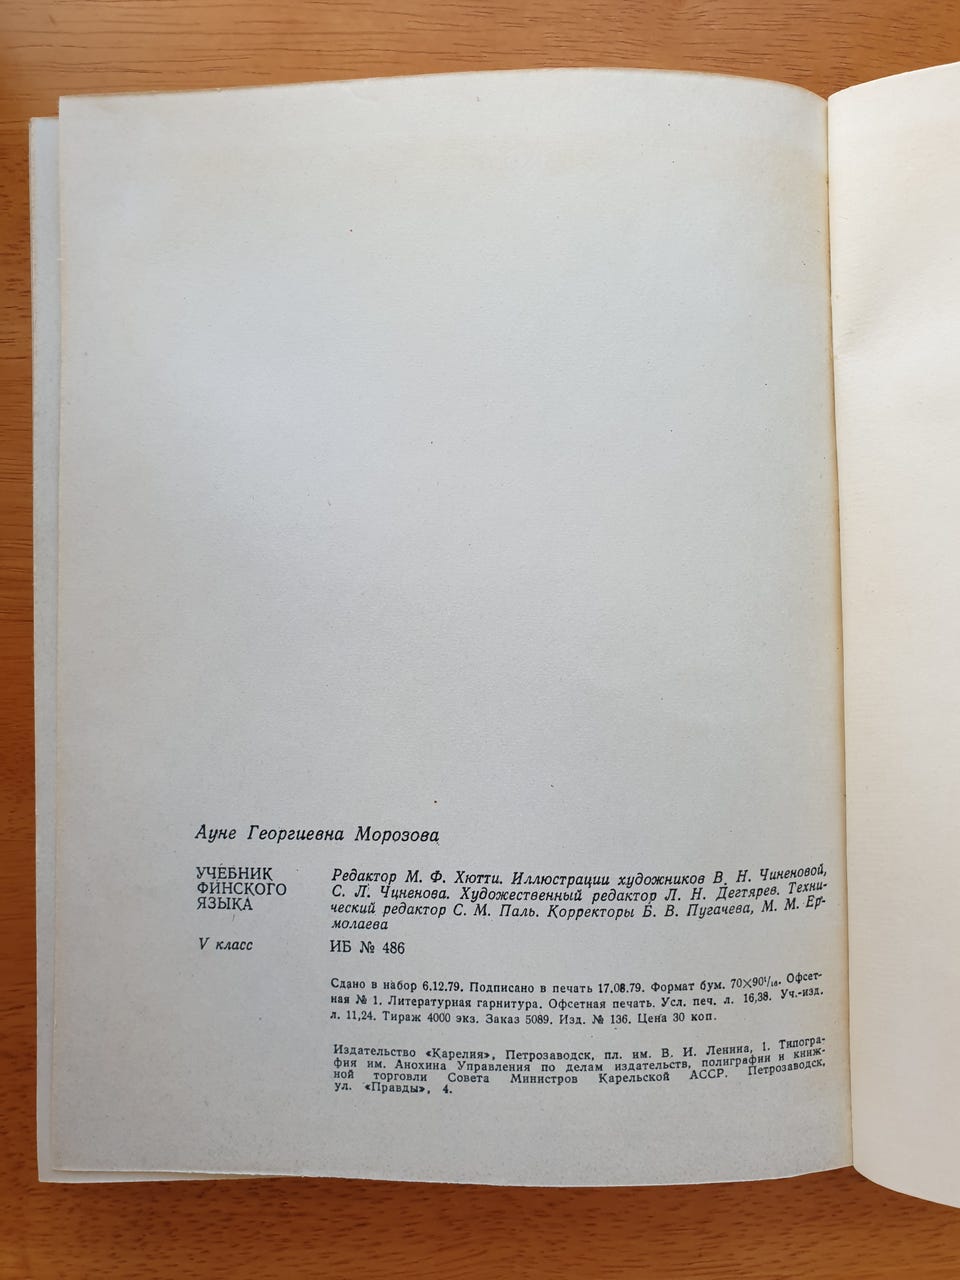 Ауне Георгиевна Морозова
УЧЕБНИК
ФИНСКОГО
ЯЗЫКА
V класс
Редактор М. Ф. Хютти. Иллюстрации художников В. Н. Чиненовой,
С. Л. Чиненова. Художественный редактор Л. Н. Дегтярев. Техни-
ческий редактор С. М. Паль. Корректоры Б. В. Пугачева, М. М. Ер-
молаева
ИБ № 486
Сдано в набор 6.12.79. Подписано в печать 17.08.79. Формат бум. 70×90¹/₁₆. Офсет-
ная № 1. Литературная гарнитура. Офсетная печать. Усл. печ. л. 16,38. Уч.-изд.
л. 11,24. Тираж 4000 экз. Заказ 5089. Изд. № 136. Цена 30 коп.
Издательство «Карелия», Петрозаводск, пл. им. В. И. Ленина, 1. Типогра-
фия им. Анохина Управления по делам издательств, полиграфии и книж-
ной торговли Совета Министров Карельской АССР. Петрозаводск,
ул. «Правды», 4.